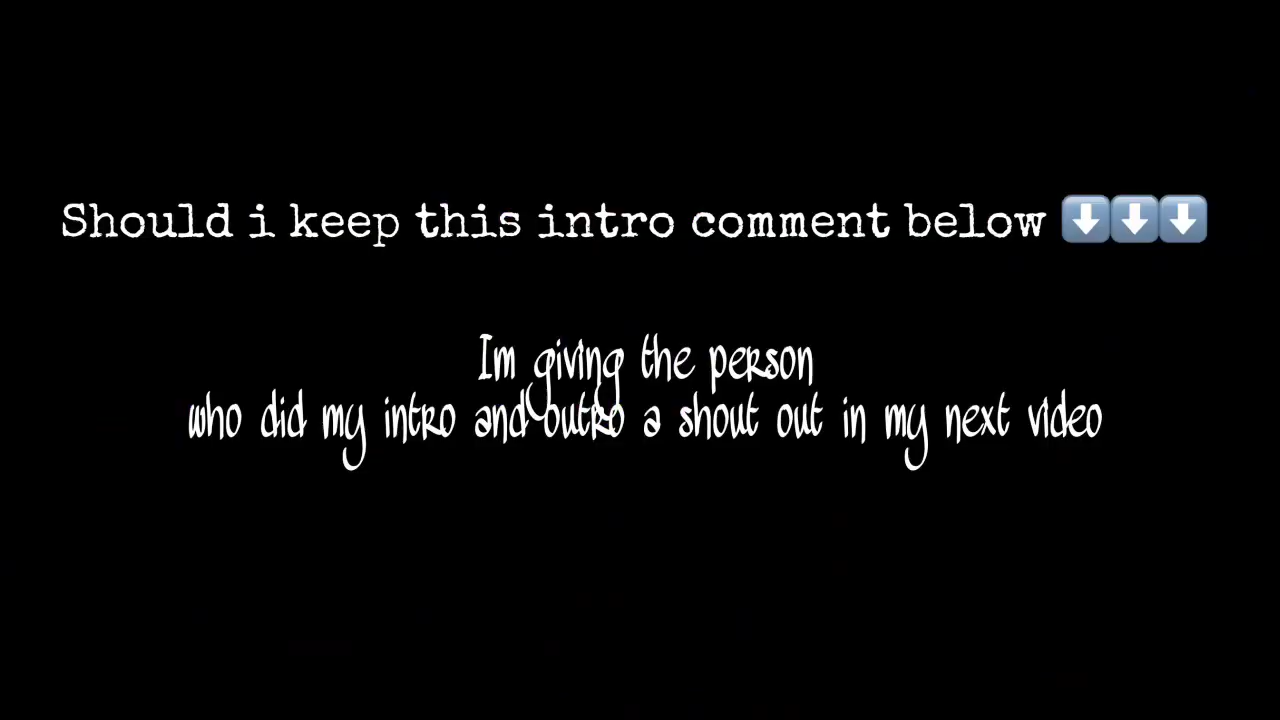 Should i keep this intro comment below ⬇️⬇️⬇️
Im giving the person
who did my intro and outro a shout out in my next video